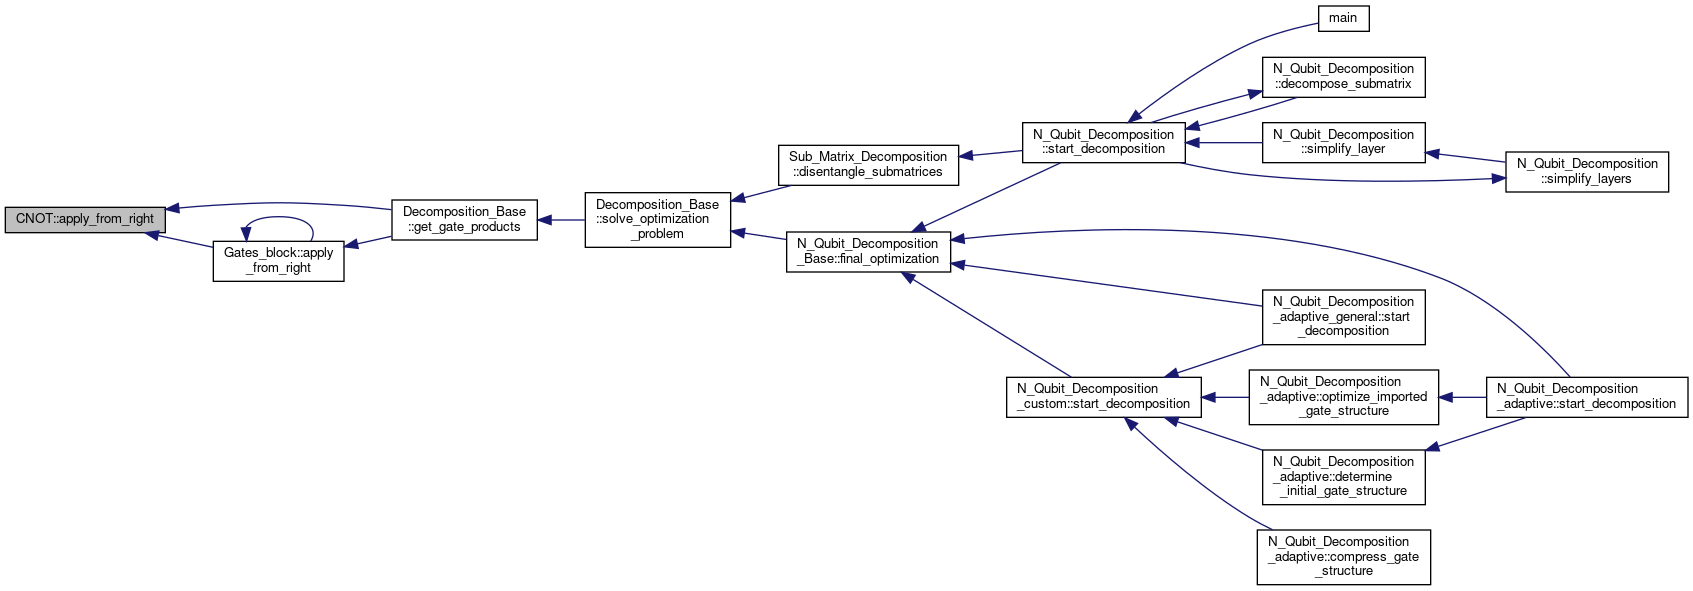 CNOT::apply_from_right
Decomposition_Base
::get_gate_products
Gates_block::apply
_from_right
Decomposition_Base
::solve_optimization
_problem
Sub_Matrix_Decomposition
::disentangle_submatrices
N_Qubit_Decomposition
_Base::final_optimization
N_Qubit_Decomposition
::start_decomposition
N_Qubit_Decomposition
_custom::start_decomposition
main
N_Qubit_Decomposition
::decompose_submatrix
N_Qubit_Decomposition
::simplify_layer
N_Qubit_Decomposition
::simplify_layers
N_Qubit_Decomposition
_adaptive_general::start
_decomposition
N_Qubit_Decomposition
_adaptive::optimize_imported
_gate_structure
N_Qubit_Decomposition
_adaptive::start_decomposition
N_Qubit_Decomposition
_adaptive::determine
_initial_gate_structure
N_Qubit_Decomposition
_adaptive::compress_gate
_structure